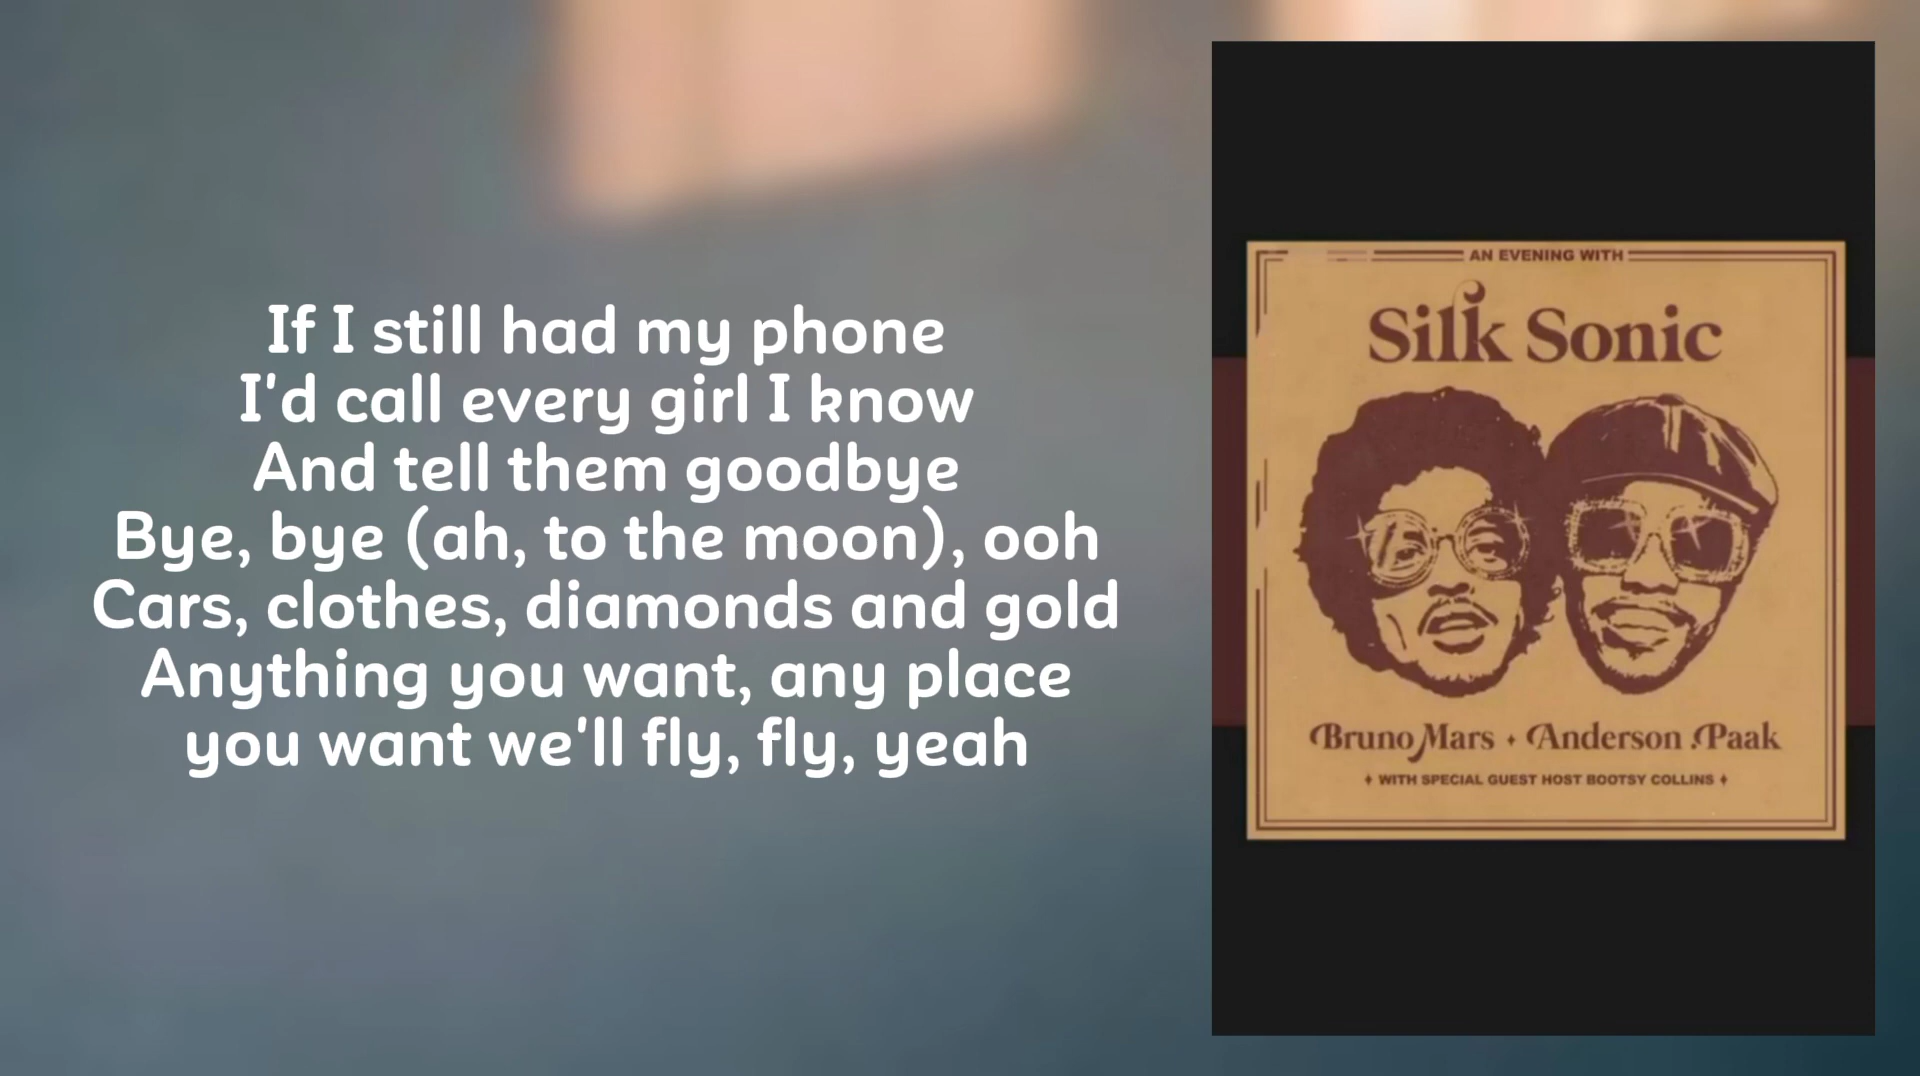 If I still had my phone
I'd call every girl I know
And tell them goodbye
Bye, bye (ah, to the moon), ooh
Cars, clothes, diamonds and gold
Anything you want, any place
you want we'll fly, fly, yeah
AN EVENING WITH
Silk Sonic
Bruno Mars + Anderson .Paak
WITH SPECIAL GUEST HOST BOOTSY COLLINS